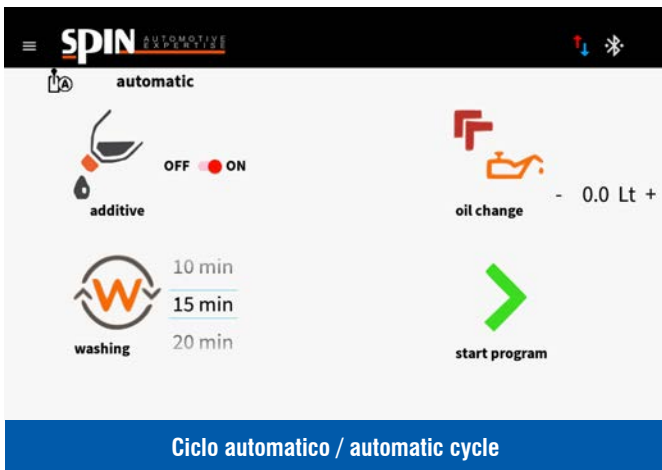 SPIN AUTOMOTIVE
EXPERTISE
A automatic
OFF ON
additive
oil change
- 0.0 Lt +
W
10 min
15 min
20 min
washing
start program
Ciclo automatico / automatic cycle